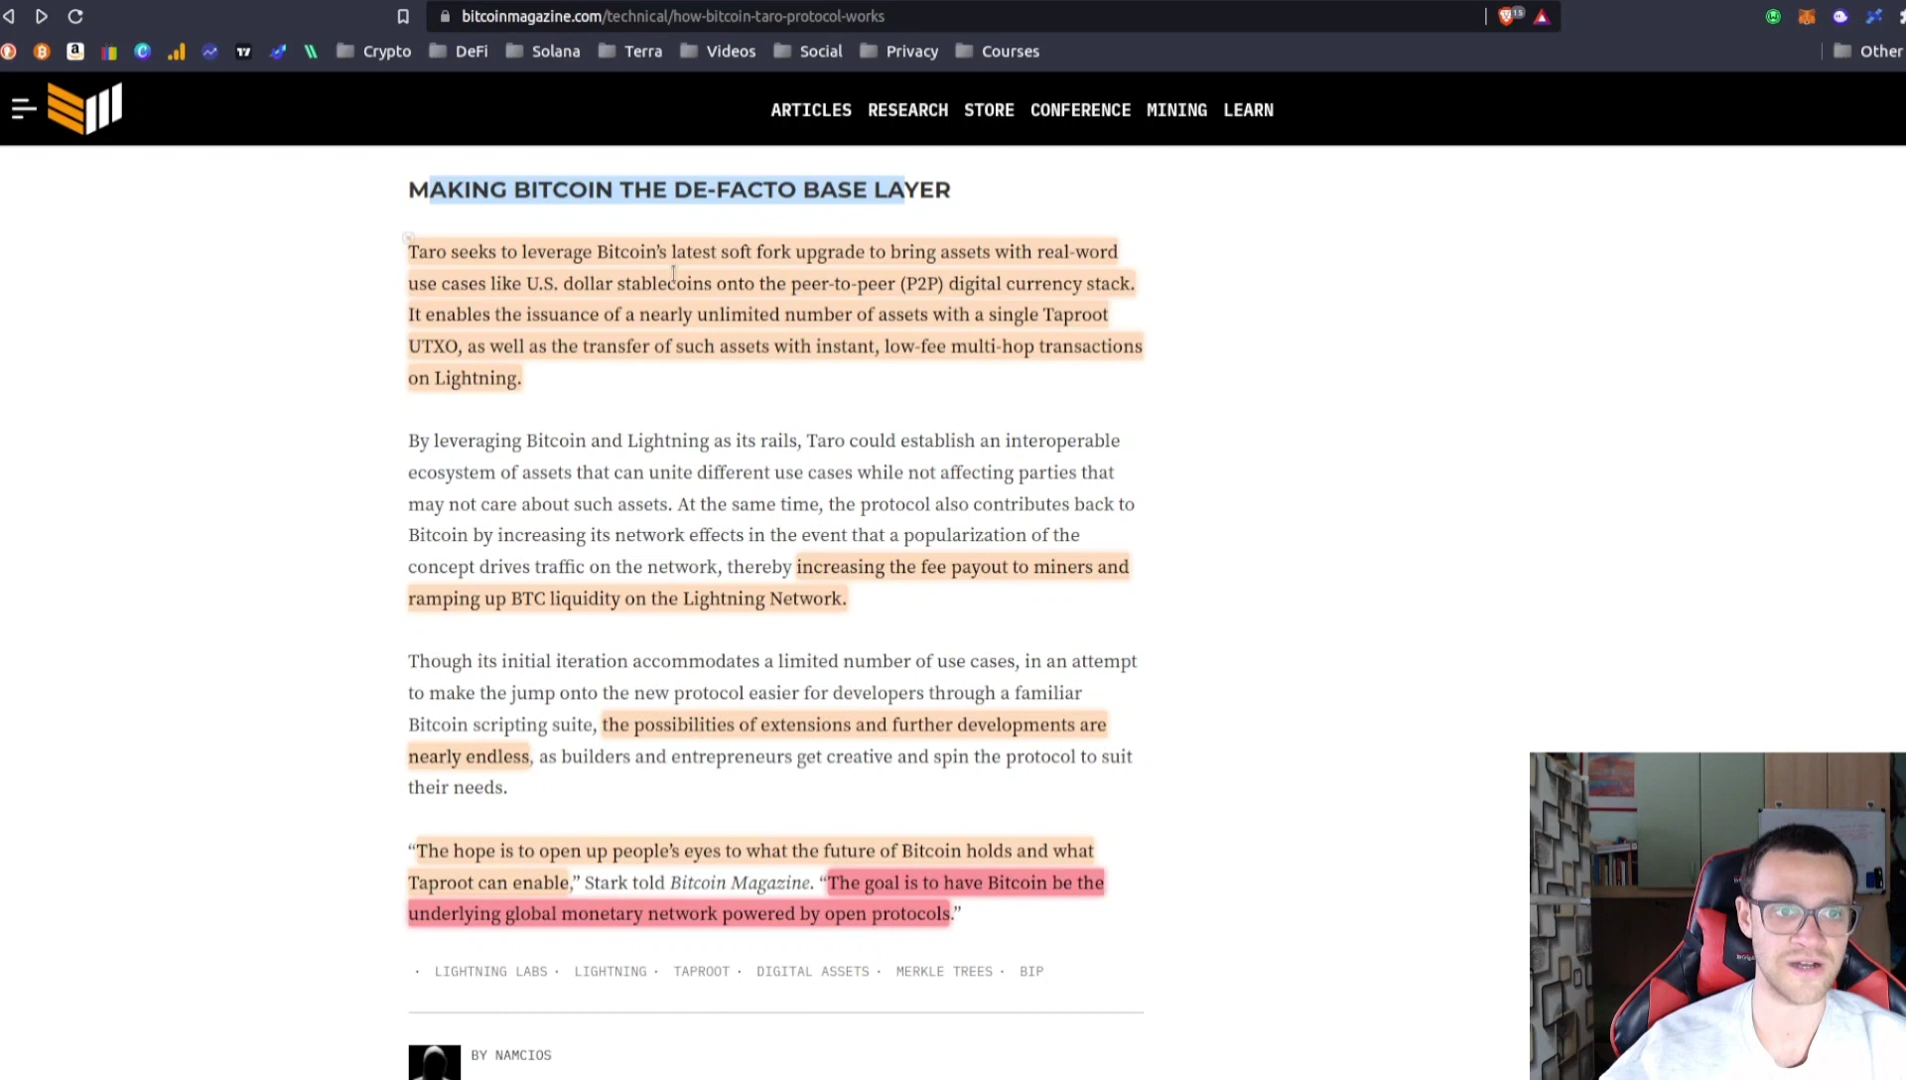 bitcoinmagazine.com/technical/how-bitcoin-taro-protocol-works
15
Crypto DeFi Solana Terra Videos Social Privacy Courses Other
ARTICLES RESEARCH STORE CONFERENCE MINING LEARN
MAKING BITCOIN THE DE-FACTO BASE LAYER
Taro seeks to leverage Bitcoin’s latest soft fork upgrade to bring assets with real-word
use cases like U.S. dollar stablecoins onto the peer-to-peer (P2P) digital currency stack.
It enables the issuance of a nearly unlimited number of assets with a single Taproot
UTXO, as well as the transfer of such assets with instant, low-fee multi-hop transactions
on Lightning.
By leveraging Bitcoin and Lightning as its rails, Taro could establish an interoperable
ecosystem of assets that can unite different use cases while not affecting parties that
may not care about such assets. At the same time, the protocol also contributes back to
Bitcoin by increasing its network effects in the event that a popularization of the
concept drives traffic on the network, thereby increasing the fee payout to miners and
ramping up BTC liquidity on the Lightning Network.
Though its initial iteration accommodates a limited number of use cases, in an attempt
to make the jump onto the new protocol easier for developers through a familiar
Bitcoin scripting suite, the possibilities of extensions and further developments are
nearly endless, as builders and entrepreneurs get creative and spin the protocol to suit
their needs.
“The hope is to open up people’s eyes to what the future of Bitcoin holds and what
Taproot can enable,” Stark told Bitcoin Magazine. “The goal is to have Bitcoin be the
underlying global monetary network powered by open protocols.”
· LIGHTNING LABS · LIGHTNING · TAPROOT · DIGITAL ASSETS · MERKLE TREES · BIP
BY NAMCIOS